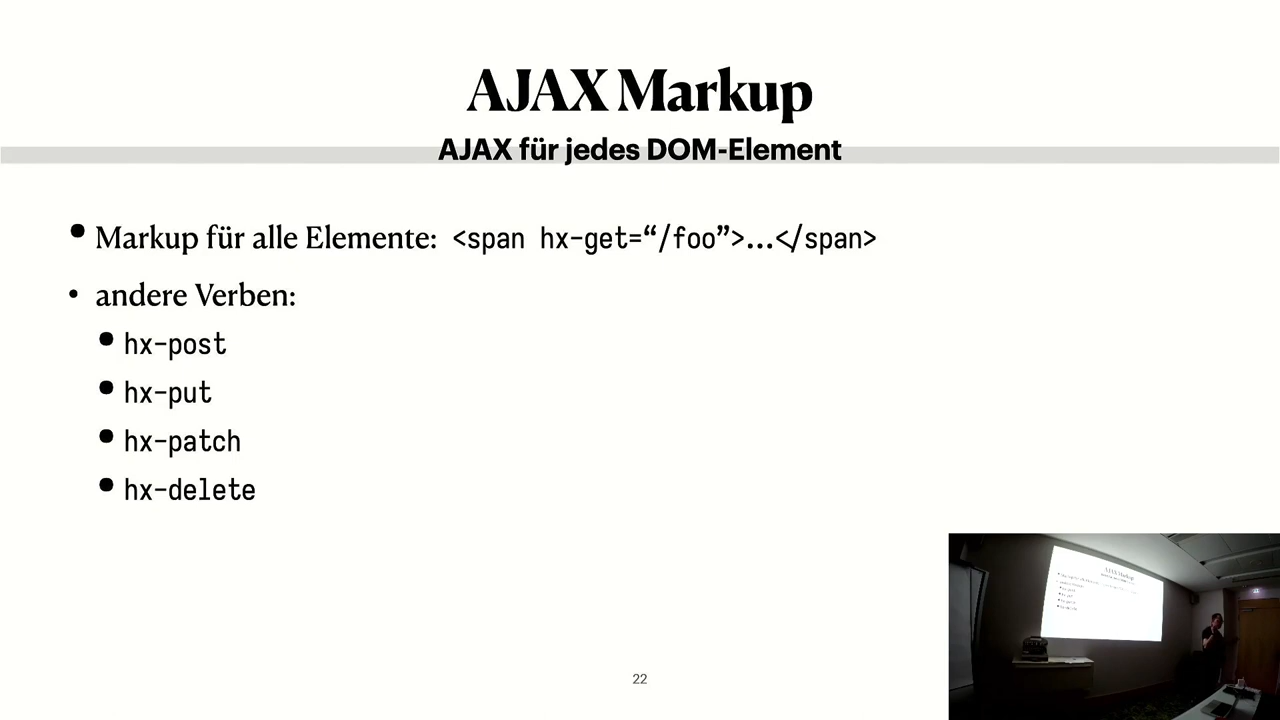 AJAX Markup
AJAX für jedes DOM-Element
• Markup für alle Elemente: <span hx-get=“/foo”>...</span>
• andere Verben:
• hx-post
• hx-put
• hx-patch
• hx-delete
22